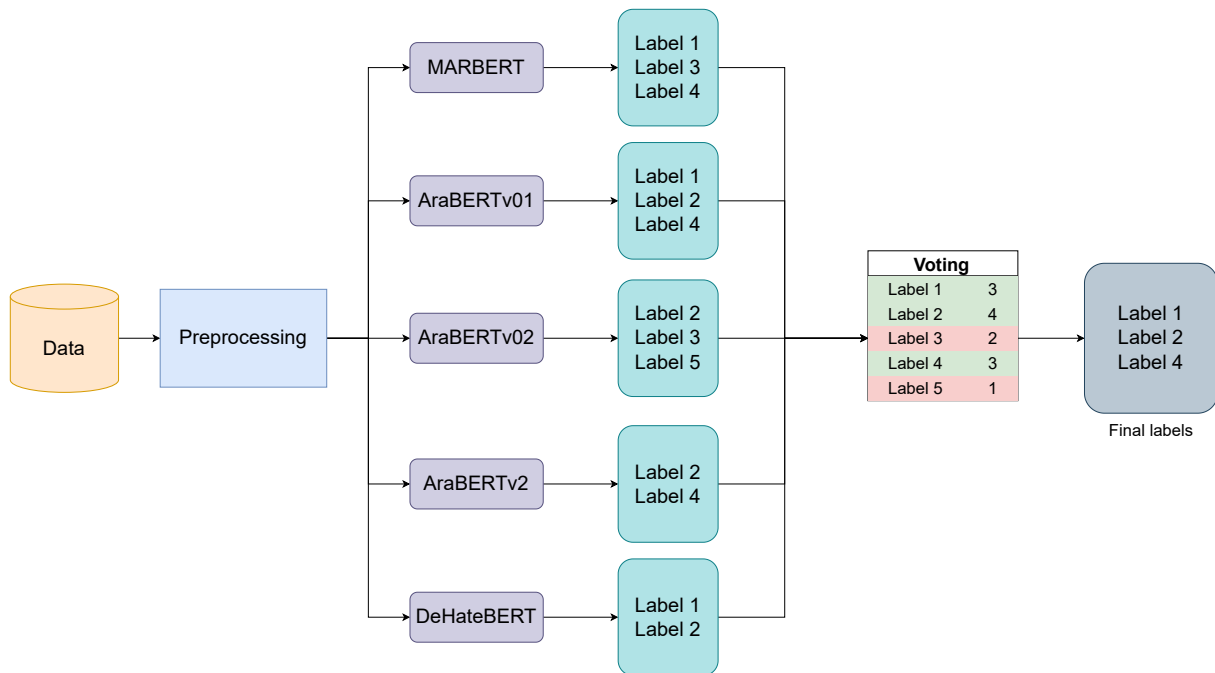 Data
Preprocessing
MARBERT
AraBERTv01
AraBERTv02
AraBERTv2
DeHateBERT
Label 1
Label 3
Label 4
Label 1
Label 2
Label 4
Label 2
Label 3
Label 5
Label 2
Label 4
Label 1
Label 2
Voting
Label 1 3
Label 2 4
Label 3 2
Label 4 3
Label 5 1
Label 1
Label 2
Label 4
Final labels